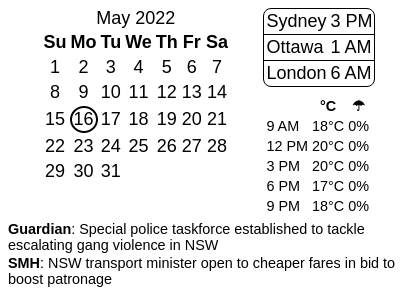 May 2022
Su Mo Tu We Th Fr Sa
1 2 3 4 5 6 7
8 9 10 11 12 13 14
15 16 17 18 19 20 21
22 23 24 25 26 27 28
29 30 31
Sydney 3 PM
Ottawa 1 AM
London 6 AM
°C ☂
9 AM 18°C 0%
12 PM 20°C 0%
3 PM 20°C 0%
6 PM 17°C 0%
9 PM 18°C 0%
Guardian: Special police taskforce established to tackle
escalating gang violence in NSW
SMH: NSW transport minister open to cheaper fares in bid to
boost patronage